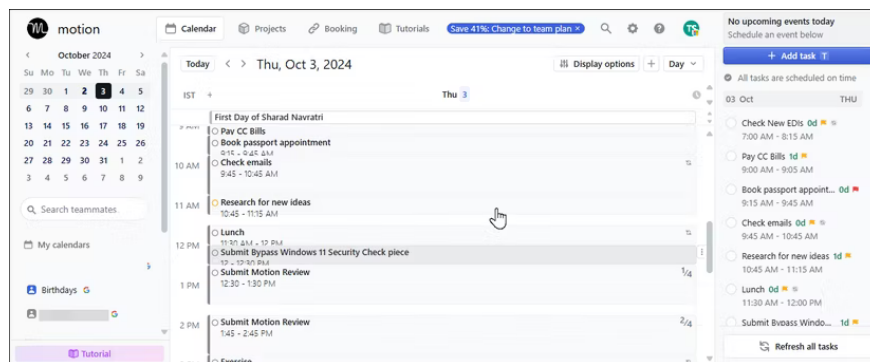 motion
Calendar
Projects
Booking
Tutorials
Save 41%: Change to team plan ×
TS
October 2024
Su Mo Tu We Th Fr Sa
29 30 1 2 3 4 5
6 7 8 9 10 11 12
13 14 15 16 17 18 19
20 21 22 23 24 25 26
27 28 29 30 31 1 2
3 4 5 6 7 8 9
Search teammates
My calendars
Birthdays
Tutorial
Today
Thu, Oct 3, 2024
Display options
Day
IST +
Thu 3
First Day of Sharad Navratri
Pay CC Bills
Book passport appointment
9:15 - 9:45 AM
10 AM
Check emails
9:45 - 10:45 AM
11 AM
Research for new ideas
10:45 - 11:15 AM
Lunch
11:30 AM - 12 PM
12 PM
Submit Bypass Windows 11 Security Check piece
12 - 12:30 PM
Submit Motion Review
1/4
12:30 - 1:30 PM
1 PM
2 PM
Submit Motion Review
2/4
1:45 - 2:45 PM
Exercise
No upcoming events today
Schedule an event below
+ Add task T
All tasks are scheduled on time
03 Oct THU
Check New EDIs 0d
7:00 AM - 8:15 AM
Pay CC Bills 1d
9:00 AM - 9:05 AM
Book passport appoint... 0d
9:15 AM - 9:45 AM
Check emails 0d
9:45 AM - 10:45 AM
Research for new ideas 1d
10:45 AM - 11:15 AM
Lunch 0d
11:30 AM - 12:00 PM
Submit Bypass Windo... 1d
Refresh all tasks